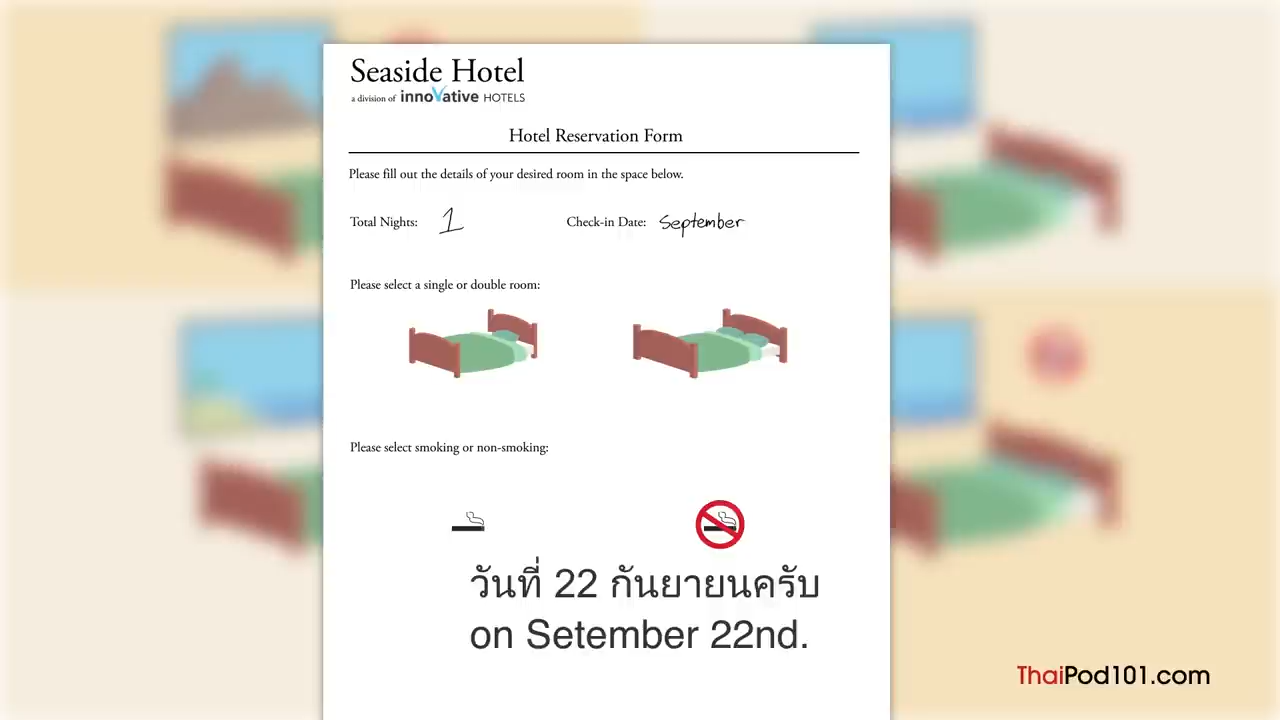 Seaside Hotel
a division of innoVative HOTELS
Hotel Reservation Form
Please fill out the details of your desired room in the space below.
Total Nights: 1 Check-in Date: September
Please select a single or double room:
Please select smoking or non-smoking:
วันที่ 22 กันยายนครับ
on Setember 22nd.
ThaiPod101.com